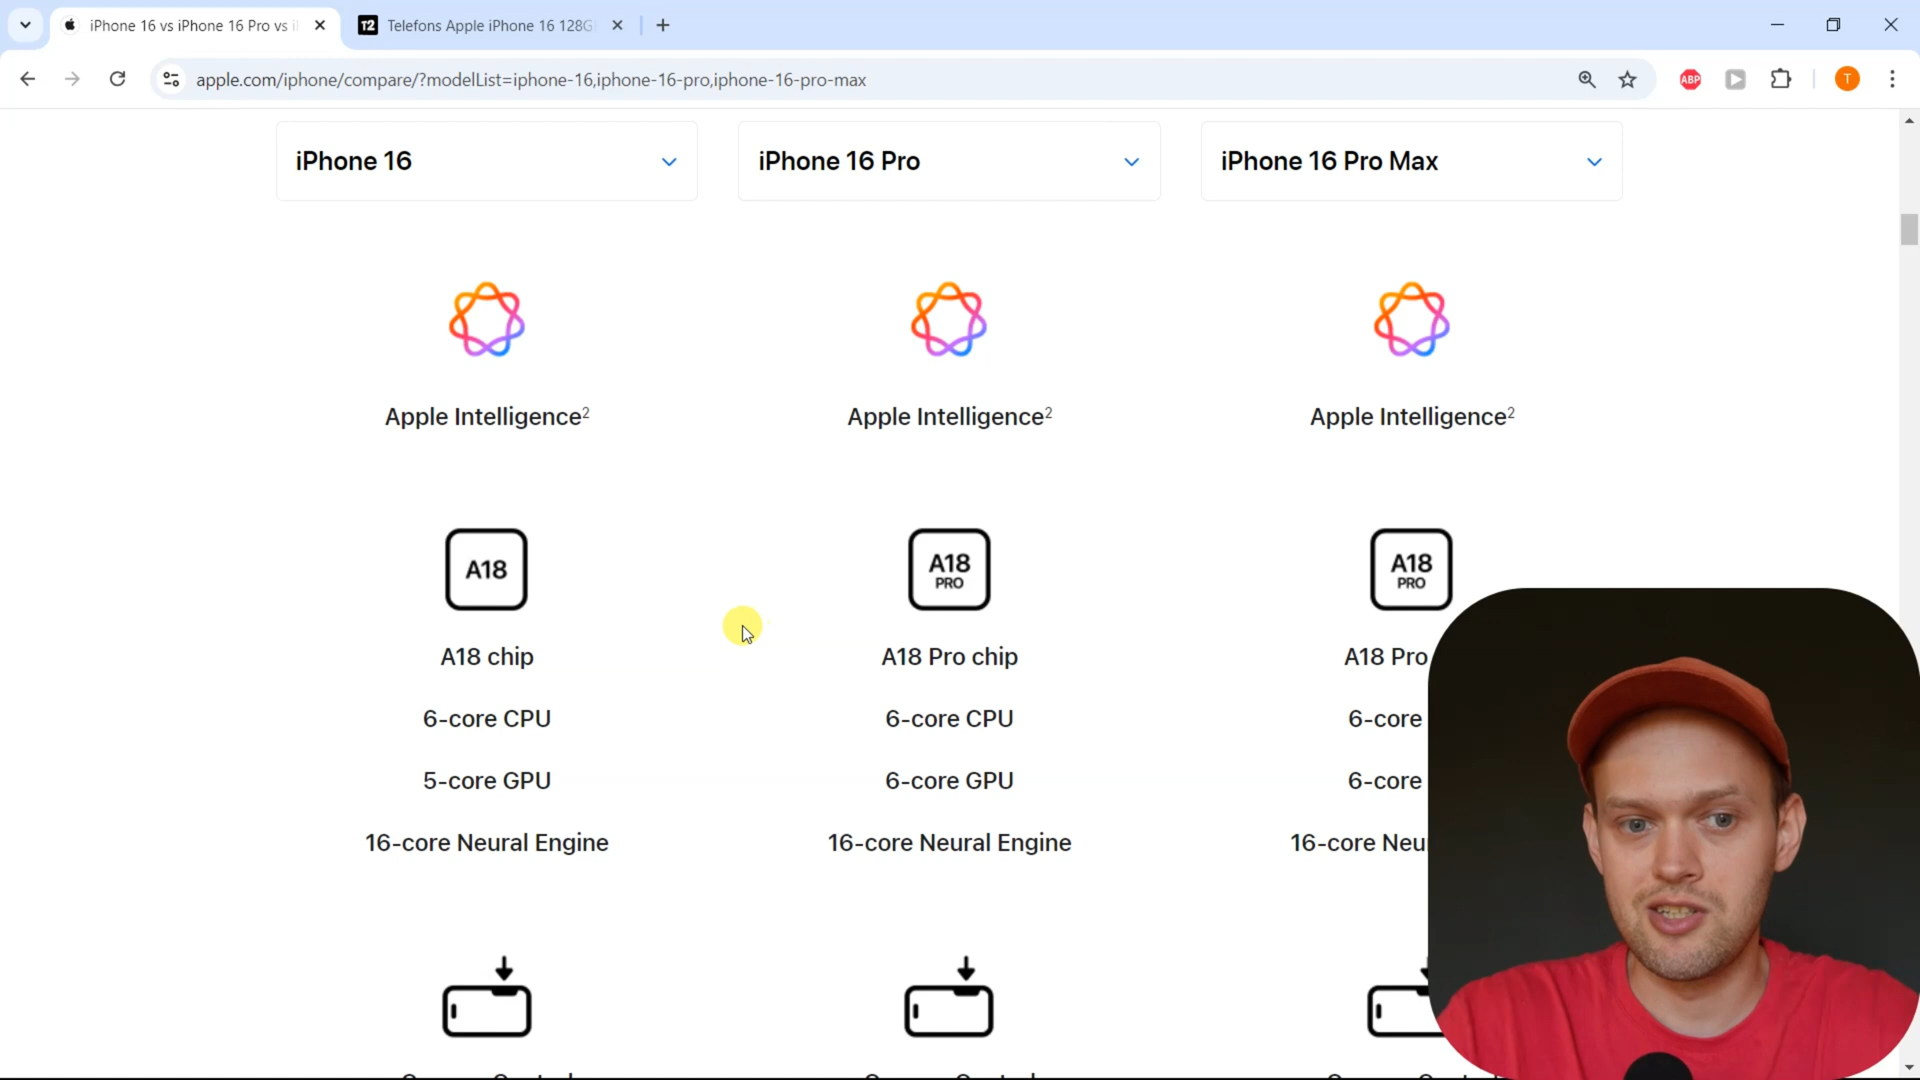 iPhone 16 vs iPhone 16 Pro vs i
T2 Telefons Apple iPhone 16 128G
apple.com/iphone/compare/?modelList=iphone-16,iphone-16-pro,iphone-16-pro-max
ABP
T
iPhone 16
iPhone 16 Pro
iPhone 16 Pro Max
Apple Intelligence2
Apple Intelligence2
Apple Intelligence2
A18
A18
PRO
A18
PRO
A18 chip
A18 Pro chip
A18 Pro
6-core CPU
6-core CPU
6-core
5-core GPU
6-core GPU
6-core
16-core Neural Engine
16-core Neural Engine
16-core Neu